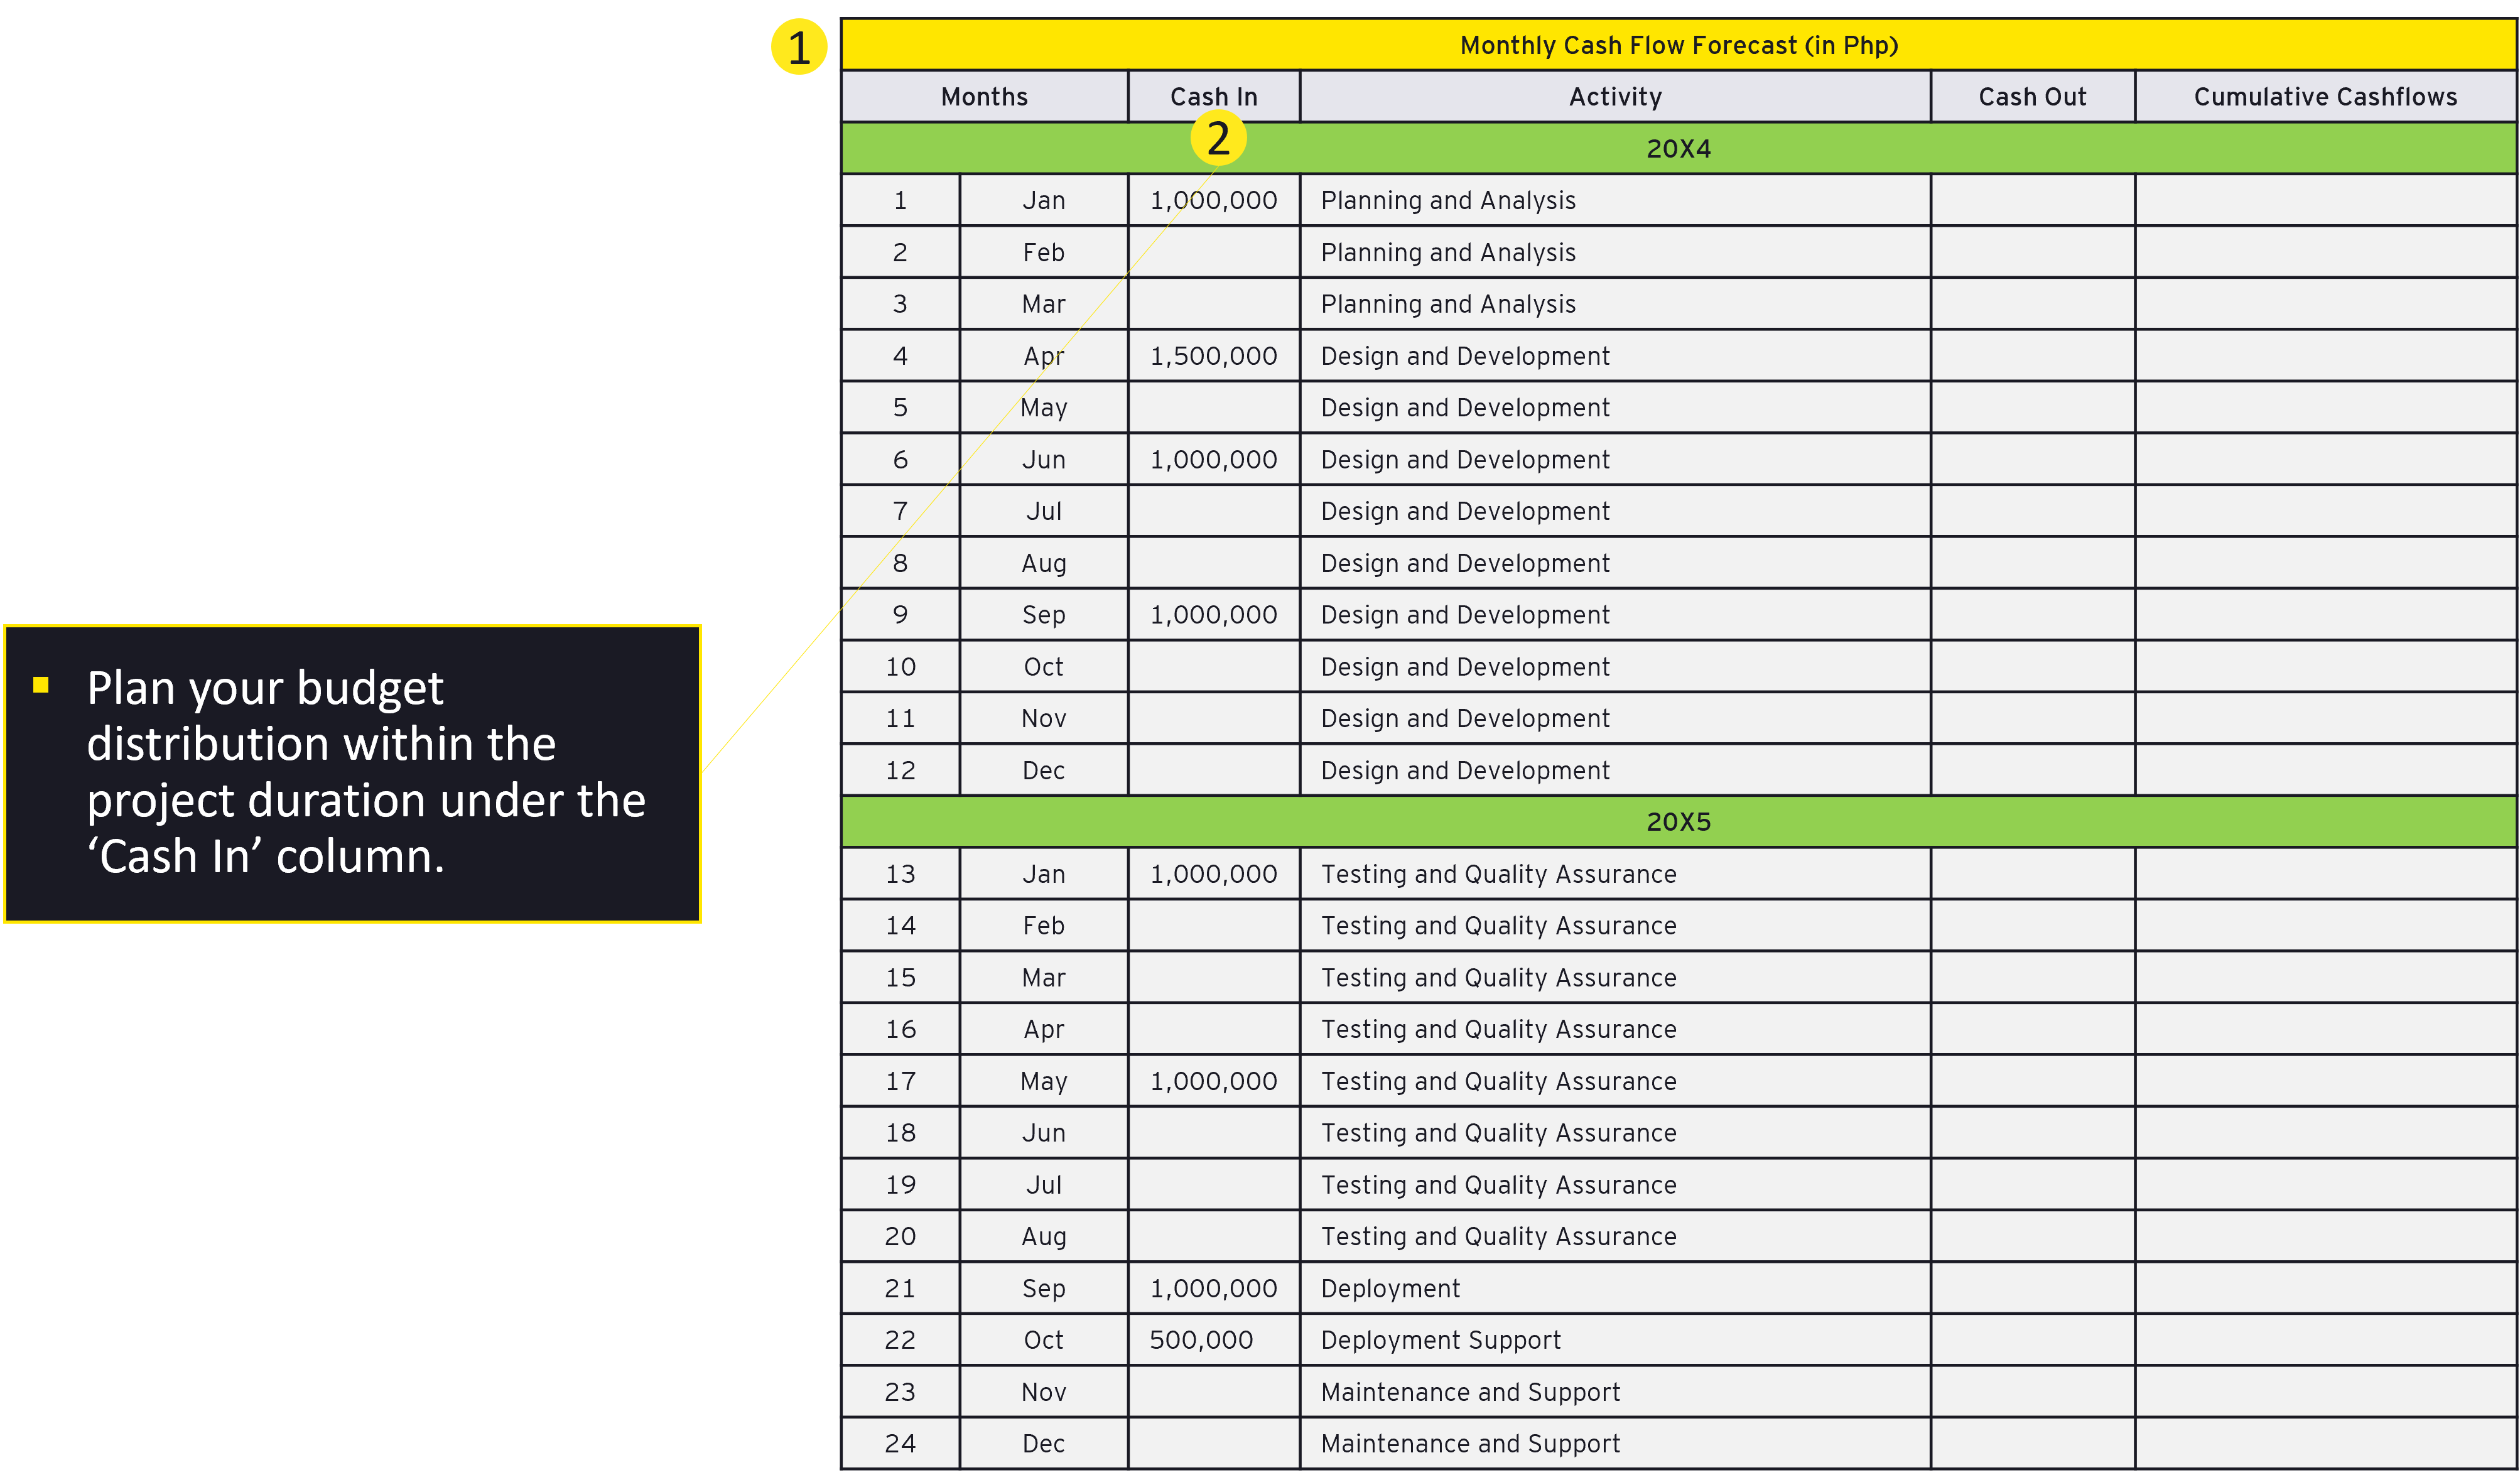 1
Monthly Cash Flow Forecast (in Php)
Months Cash In Activity Cash Out Cumulative Cashflows
2
20X4
1 Jan 1,000,000 Planning and Analysis
2 Feb Planning and Analysis
3 Mar Planning and Analysis
4 Apr 1,500,000 Design and Development
5 May Design and Development
6 Jun 1,000,000 Design and Development
7 Jul Design and Development
8 Aug Design and Development
9 Sep 1,000,000 Design and Development
10 Oct Design and Development
11 Nov Design and Development
12 Dec Design and Development
20X5
13 Jan 1,000,000 Testing and Quality Assurance
14 Feb Testing and Quality Assurance
15 Mar Testing and Quality Assurance
16 Apr Testing and Quality Assurance
17 May 1,000,000 Testing and Quality Assurance
18 Jun Testing and Quality Assurance
19 Jul Testing and Quality Assurance
20 Aug Testing and Quality Assurance
21 Sep 1,000,000 Deployment
22 Oct 500,000 Deployment Support
23 Nov Maintenance and Support
24 Dec Maintenance and Support
▪ Plan your budget
distribution within the
project duration under the
‘Cash In’ column.